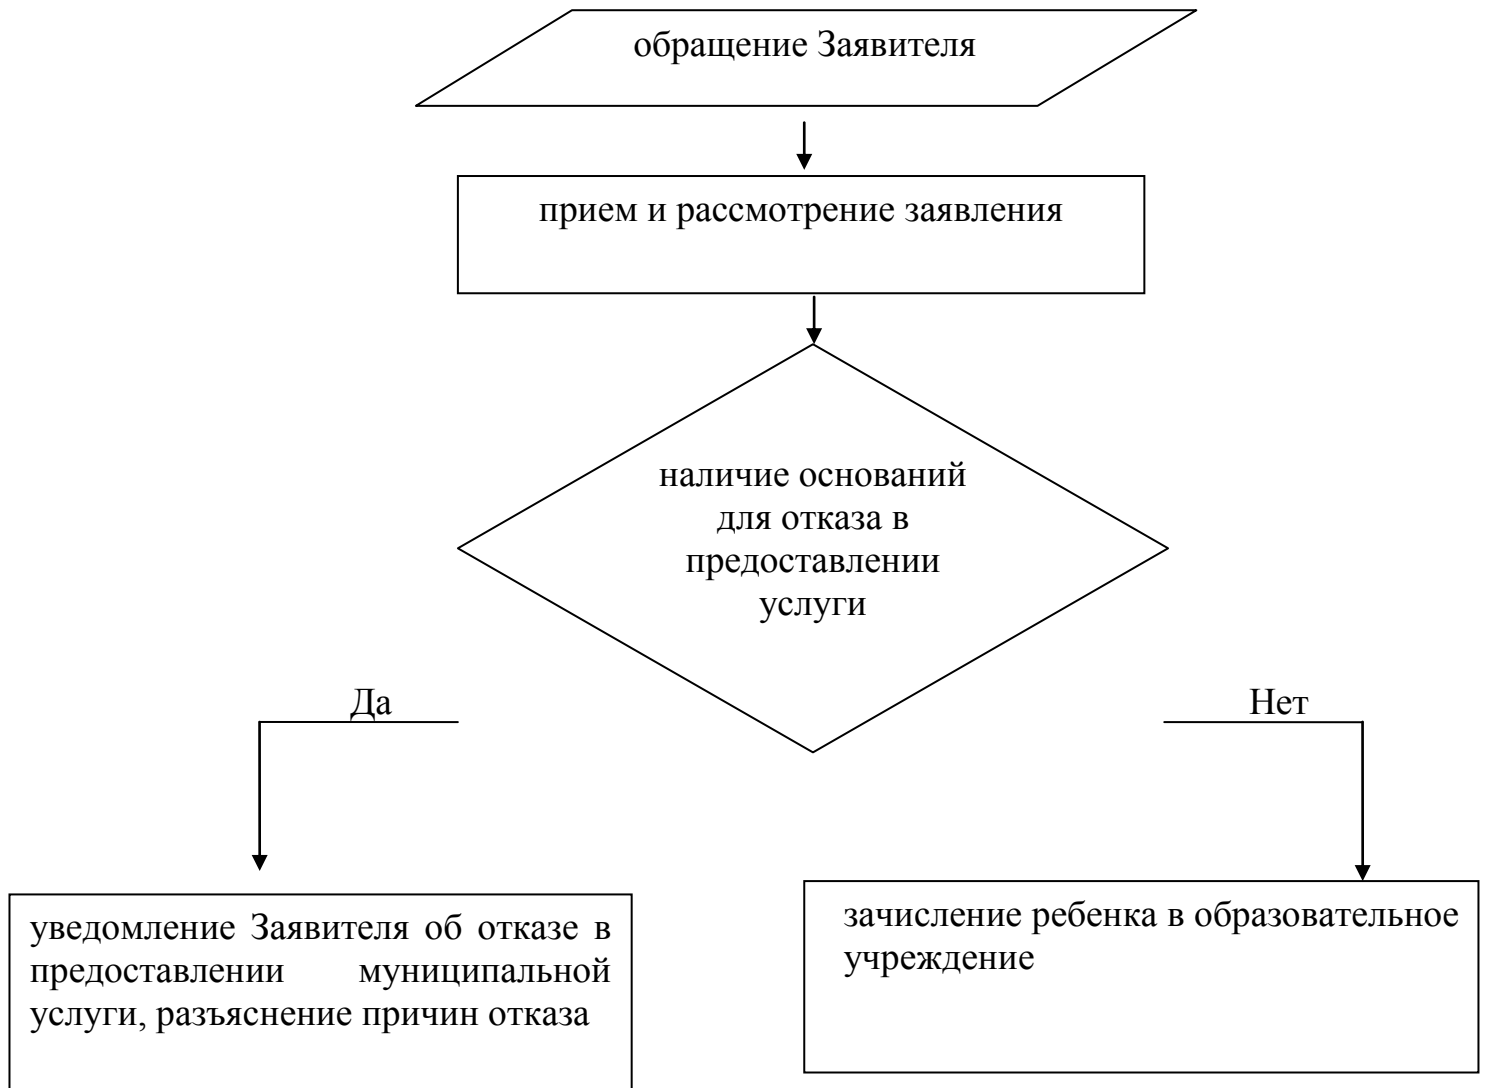 обращение Заявителя
прием и рассмотрение заявления
наличие оснований
для отказа в
предоставлении
услуги
Да
Нет
уведомление Заявителя об отказе в
предоставлении муниципальной
услуги, разъяснение причин отказа
зачисление ребенка в образовательное
учреждение